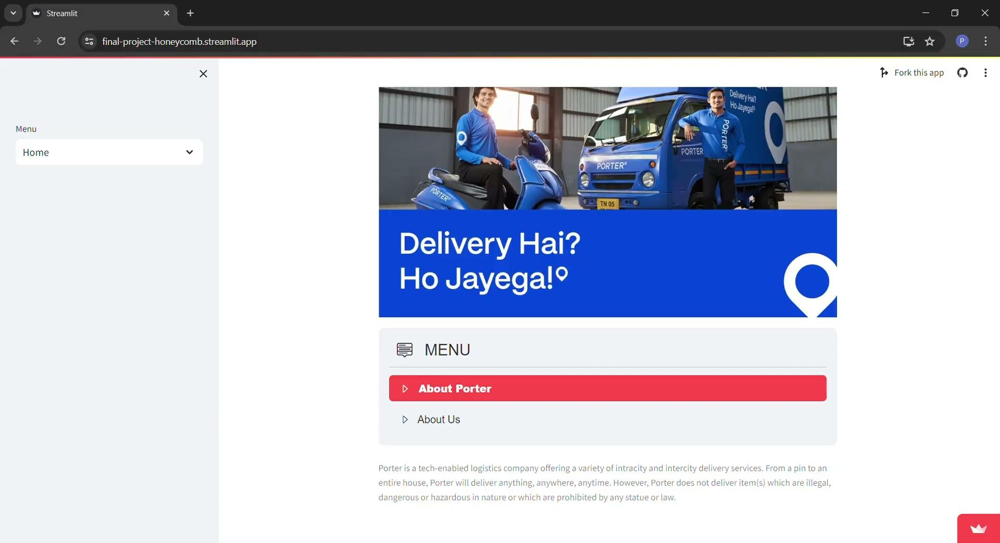 Streamlit
final-project-honeycomb.streamlit.app
P
Fork this app
Menu
Home
Delivery Hai?
Ho Jayega!
PORTER
PORTER
PORTER
PORTER
TN 05
Delivery Hai?
Ho Jayega!
MENU
About Porter
About Us
Porter is a tech-enabled logistics company offering a variety of intracity and intercity delivery services. From a pin to an
entire house, Porter will deliver anything, anywhere, anytime. However, Porter does not deliver item(s) which are illegal,
dangerous or hazardous in nature or which are prohibited by any statue or law.